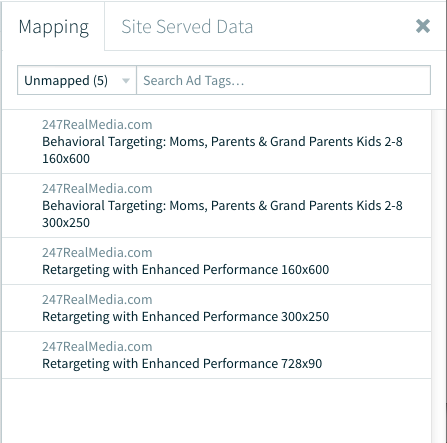 Mapping
Site Served Data
Unmapped (5)
Search Ad Tags...
247RealMedia.com
Behavioral Targeting: Moms, Parents & Grand Parents Kids 2-8
160x600
247RealMedia.com
Behavioral Targeting: Moms, Parents & Grand Parents Kids 2-8
300x250
247RealMedia.com
Retargeting with Enhanced Performance 160x600
247RealMedia.com
Retargeting with Enhanced Performance 300x250
247RealMedia.com
Retargeting with Enhanced Performance 728x90